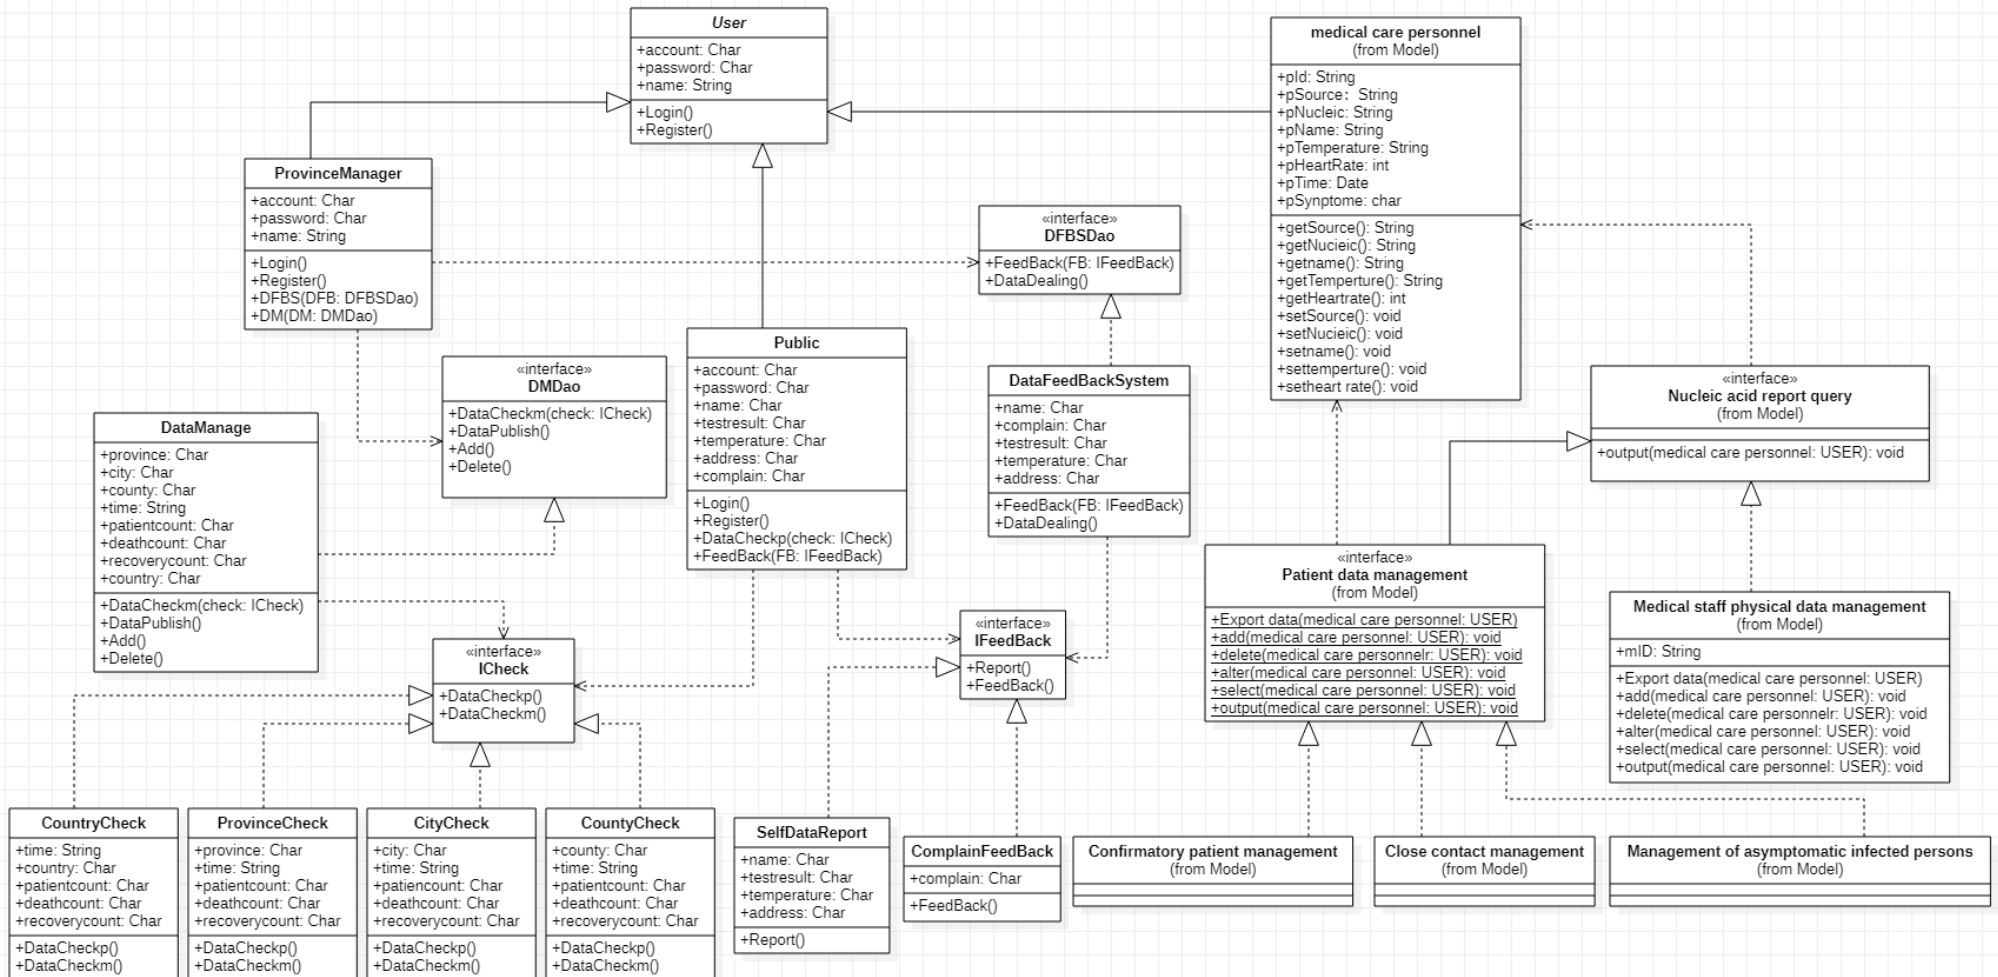 User
+account: Char
+password: Char
+name: String
+Login()
+Register()
medical care personnel
(from Model)
+pId: String
+pSource: String
+pNucleic: String
+pName: String
+pTemperature: String
+pHeartRate: int
+pTime: Date
+pSynptome: char
+getSource(): String
+getNucieic(): String
+getname(): String
+getTemperture(): String
+getHeartrate(): int
+setSource(): void
+setNucieic(): void
+setname(): void
+settemperture(): void
+setheart rate(): void
ProvinceManager
+account: Char
+password: Char
+name: String
+Login()
+Register()
+DFBS(DFB: DFBSDao)
+DM(DM: DMDao)
«interface»
DFBSDao
+FeedBack(FB: IFeedBack)
+DataDealing()
Public
+account: Char
+password: Char
+name: Char
+testresult: Char
+temperature: Char
+address: Char
+complain: Char
+Login()
+Register()
+DataCheckp(check: ICheck)
+FeedBack(FB: IFeedBack)
«interface»
DMDao
+DataCheckm(check: ICheck)
+DataPublish()
+Add()
+Delete()
DataFeedBackSystem
+name: Char
+complain: Char
+testresult: Char
+temperature: Char
+address: Char
+FeedBack(FB: IFeedBack)
+DataDealing()
«interface»
Nucleic acid report query
(from Model)
+output(medical care personnel: USER): void
DataManage
+province: Char
+city: Char
+county: Char
+time: String
+patientcount: Char
+deathcount: Char
+recoverycount: Char
+country: Char
+DataCheckm(check: ICheck)
+DataPublish()
+Add()
+Delete()
«interface»
Patient data management
(from Model)
+Export data(medical care personnel: USER)
+add(medical care personnel: USER): void
+delete(medical care personnelr: USER): void
+alter(medical care personnel: USER): void
+select(medical care personnel: USER): void
+output(medical care personnel: USER): void
Medical staff physical data management
(from Model)
+mID: String
+Export data(medical care personnel: USER)
+add(medical care personnel: USER): void
+delete(medical care personnelr: USER): void
+alter(medical care personnel: USER): void
+select(medical care personnel: USER): void
+output(medical care personnel: USER): void
«interface»
IFeedBack
+Report()
+FeedBack()
«interface»
ICheck
+DataCheckp()
+DataCheckm()
CountryCheck
+time: String
+country: Char
+patientcount: Char
+deathcount: Char
+recoverycount: Char
+DataCheckp()
+DataCheckm()
ProvinceCheck
+province: Char
+time: String
+patientcount: Char
+deathcount: Char
+recoverycount: Char
+DataCheckp()
+DataCheckm()
CityCheck
+city: Char
+time: String
+patiencount: Char
+deathcount: Char
+recoverycount: Char
+DataCheckp()
+DataCheckm()
CountyCheck
+county: Char
+time: String
+patientcount: Char
+deathcount: Char
+recoverycount: Char
+DataCheckp()
+DataCheckm()
SelfDataReport
+name: Char
+testresult: Char
+temperature: Char
+address: Char
+Report()
ComplainFeedBack
+complain: Char
+FeedBack()
Confirmatory patient management
(from Model)
Close contact management
(from Model)
Management of asymptomatic infected persons
(from Model)